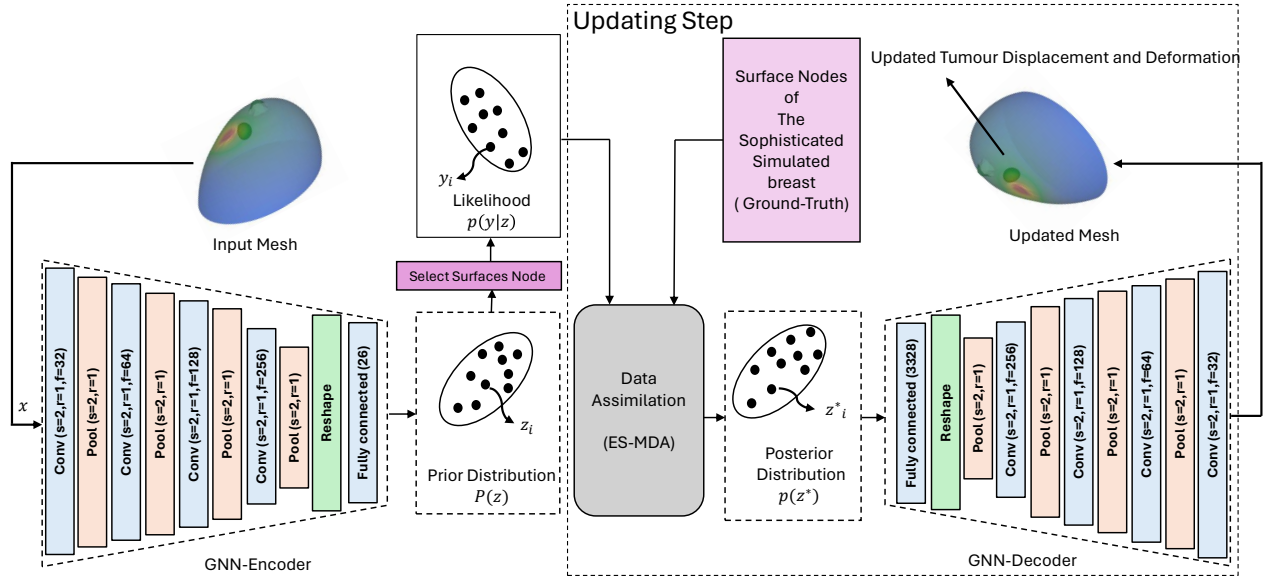 Updating Step
Input Mesh
x
Conv (s=2,r=1,f=32)
Pool (s=2,r=1)
Conv (s=2,r=1,f=64)
Pool (s=2,r=1)
Conv (s=2,r=1,f=128)
Pool (s=2,r=1)
Conv (s=2,r=1,f=256)
Pool (s=2,r=1)
Reshape
Fully connected (26)
GNN-Encoder
y_i
Likelihood
p(y|z)
Select Surfaces Node
z_i
Prior Distribution
P(z)
Surface Nodes
of
The
Sophisticated
Simulated
breast
( Ground-Truth)
Data
Assimilation
(ES-MDA)
z*_i
Posterior
Distribution
p(z*)
Updated Tumour Displacement and Deformation
Updated Mesh
Fully connected (3328)
Reshape
Pool (s=2,r=1)
Conv (s=2,r=1,f=256)
Pool (s=2,r=1)
Conv (s=2,r=1,f=128)
Pool (s=2,r=1)
Conv (s=2,r=1,f=64)
Pool (s=2,r=1)
Conv (s=2,r=1,f=32)
GNN-Decoder